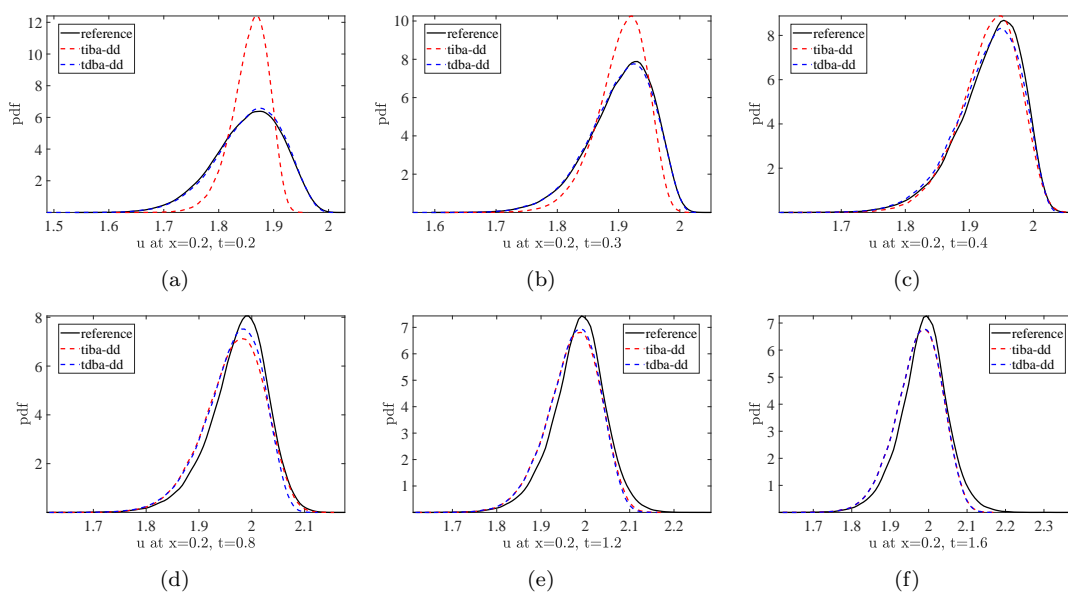 12
10
8
6
4
2
pdf
reference
tiba-dd
tdba-dd
1.5 1.6 1.7 1.8 1.9 2
u at x=0.2, t=0.2
(a)
10
8
6
4
2
pdf
reference
tiba-dd
tdba-dd
1.6 1.7 1.8 1.9 2
u at x=0.2, t=0.3
(b)
8
6
4
2
pdf
reference
tiba-dd
tdba-dd
1.7 1.8 1.9 2
u at x=0.2, t=0.4
(c)
8
6
4
2
pdf
reference
tiba-dd
tdba-dd
1.7 1.8 1.9 2 2.1
u at x=0.2, t=0.8
(d)
7
6
5
4
3
2
1
pdf
reference
tiba-dd
tdba-dd
1.7 1.8 1.9 2 2.1 2.2
u at x=0.2, t=1.2
(e)
7
6
5
4
3
2
1
pdf
reference
tiba-dd
tdba-dd
1.7 1.8 1.9 2 2.1 2.2 2.3
u at x=0.2, t=1.6
(f)